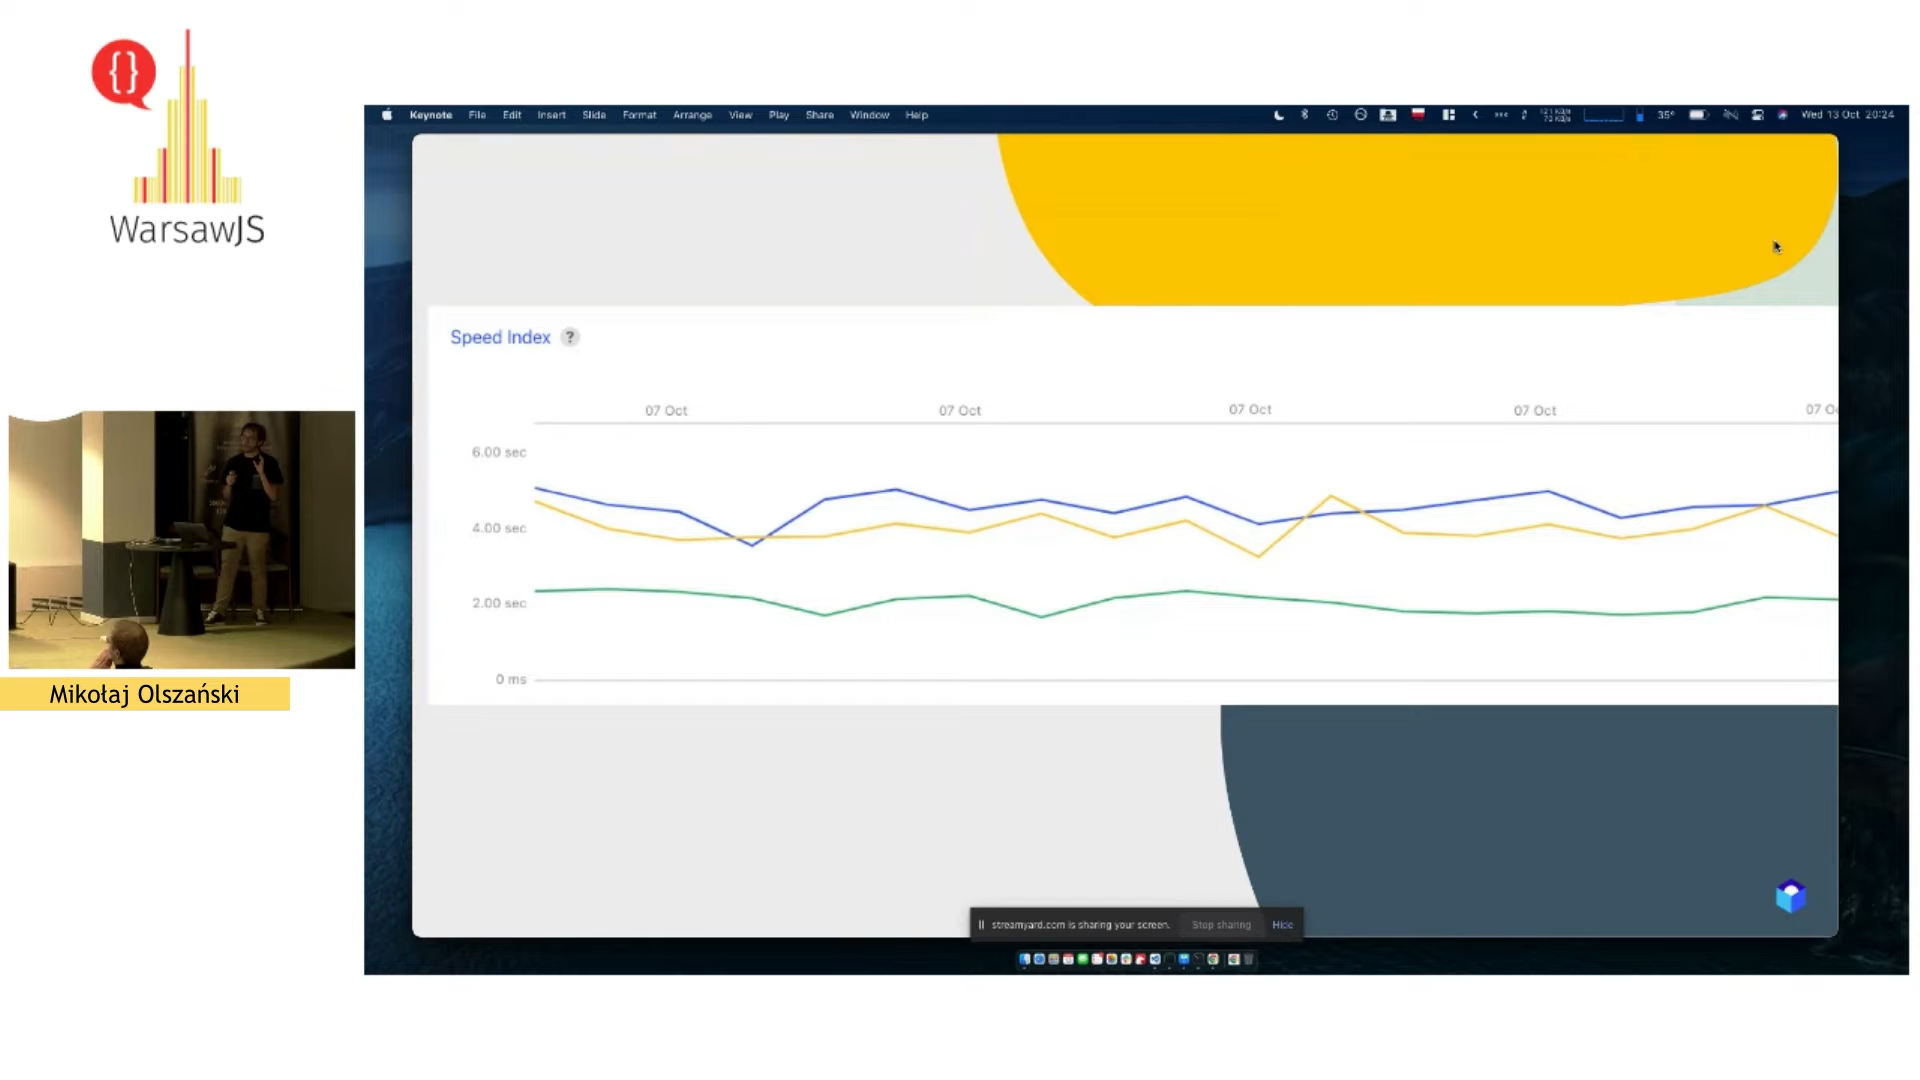 {}
WarsawJS
Keynote File Edit Insert Slide Format Arrange View Play Share Window Help
35° Wed 13 Oct 20:24
Speed Index ?
07 Oct 07 Oct 07 Oct 07 Oct 07 O
6.00 sec
4.00 sec
2.00 sec
0 ms
Mikołaj Olszański
streamyard.com is sharing your screen. Stop sharing Hide